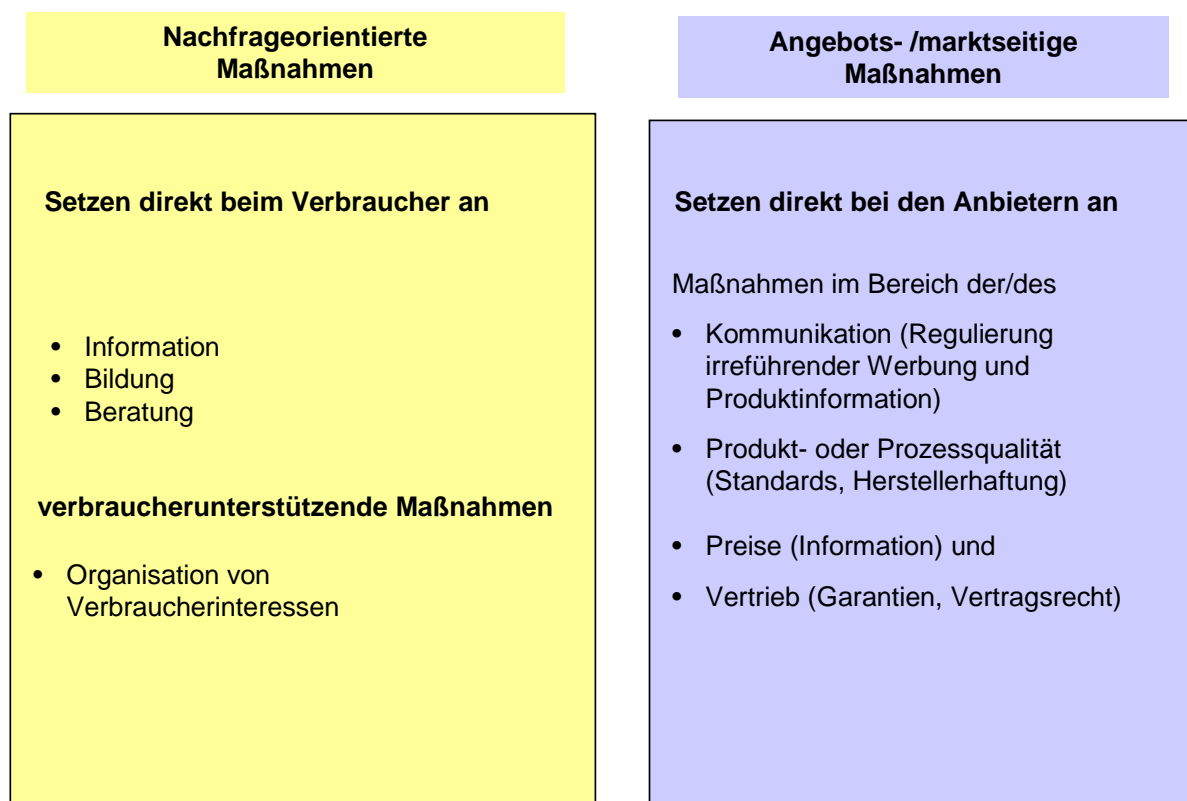 Nachfrageorientierte
Maßnahmen
Setzen direkt beim Verbraucher an
• Information
• Bildung
• Beratung
verbraucherunterstützende Maßnahmen
• Organisation von
Verbraucherinteressen
Angebots- /marktseitige
Maßnahmen
Setzen direkt bei den Anbietern an
Maßnahmen im Bereich der/des
• Kommunikation (Regulierung
irreführender Werbung und
Produktinformation)
• Produkt- oder Prozessqualität
(Standards, Herstellerhaftung)
• Preise (Information) und
• Vertrieb (Garantien, Vertragsrecht)